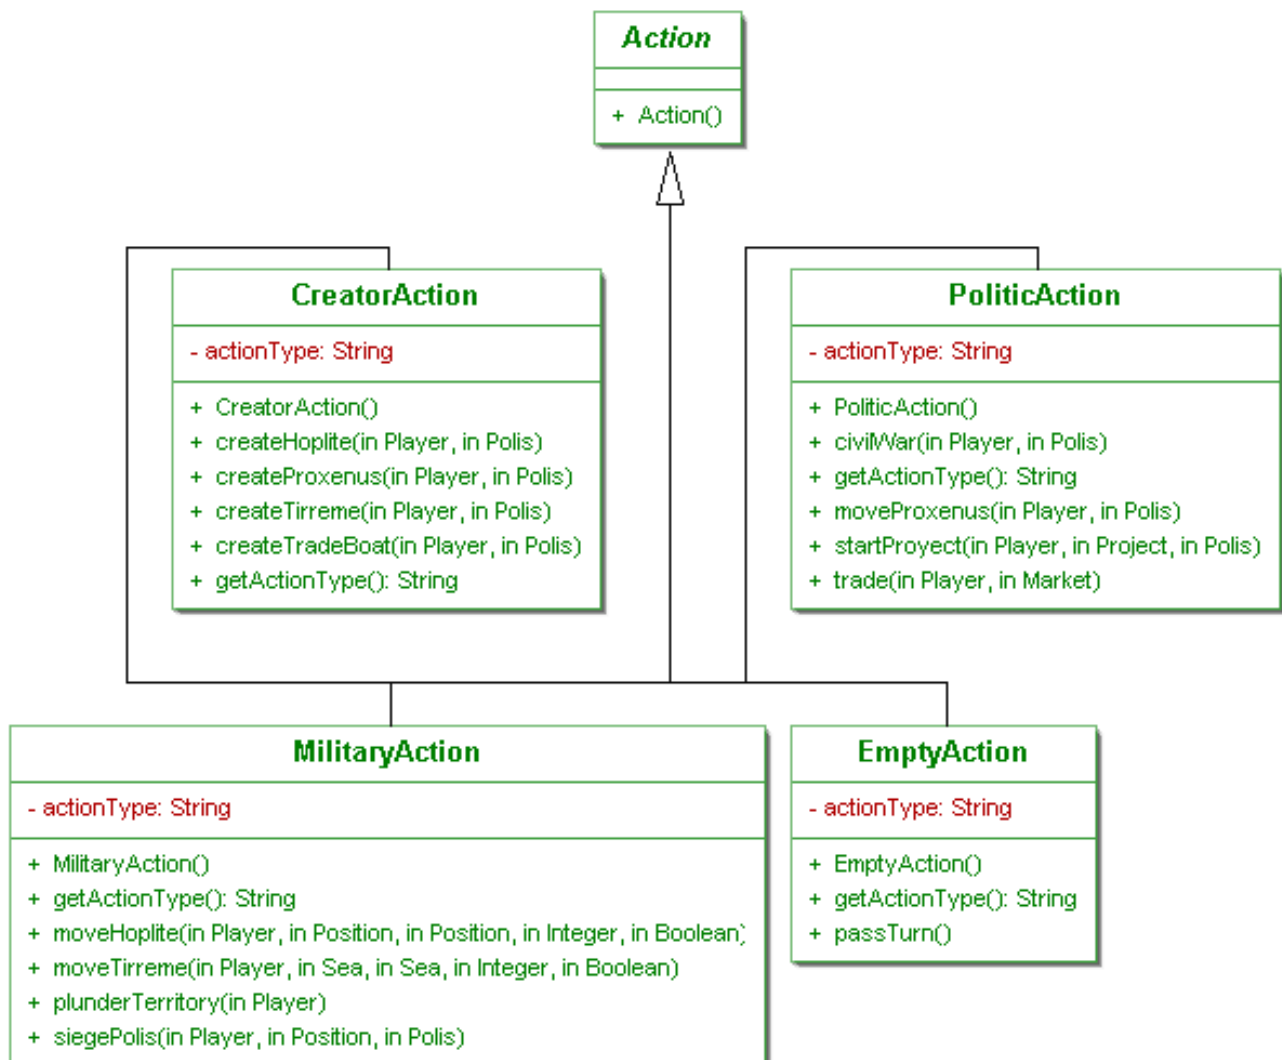 Action
+ Action()
CreatorAction
- actionType: String
+ CreatorAction()
+ createHoplite(in Player, in Polis)
+ createProxenus(in Player, in Polis)
+ createTirreme(in Player, in Polis)
+ createTradeBoat(in Player, in Polis)
+ getActionType(): String
PoliticAction
- actionType: String
+ PoliticAction()
+ civilWar(in Player, in Polis)
+ getActionType(): String
+ moveProxenus(in Player, in Polis)
+ startProyect(in Player, in Project, in Polis)
+ trade(in Player, in Market)
MilitaryAction
- actionType: String
+ MilitaryAction()
+ getActionType(): String
+ moveHoplite(in Player, in Position, in Position, in Integer, in Boolean)
+ moveTirreme(in Player, in Sea, in Sea, in Integer, in Boolean)
+ plunderTerritory(in Player)
+ siegePolis(in Player, in Position, in Polis)
EmptyAction
- actionType: String
+ EmptyAction()
+ getActionType(): String
+ passTurn()